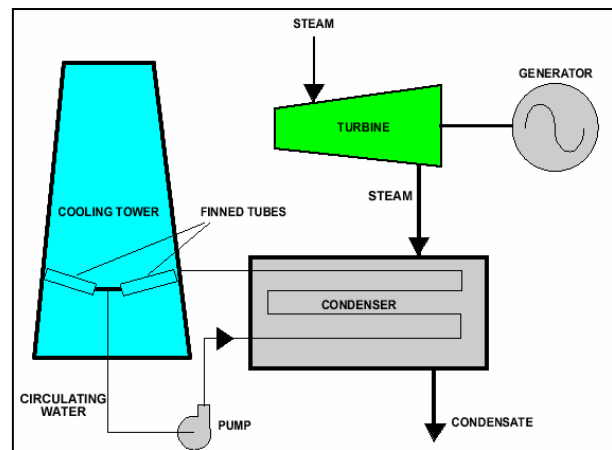 STEAM
GENERATOR
TURBINE
STEAM
COOLING TOWER
FINNED TUBES
CONDENSER
CIRCULATING
WATER
PUMP
CONDENSATE